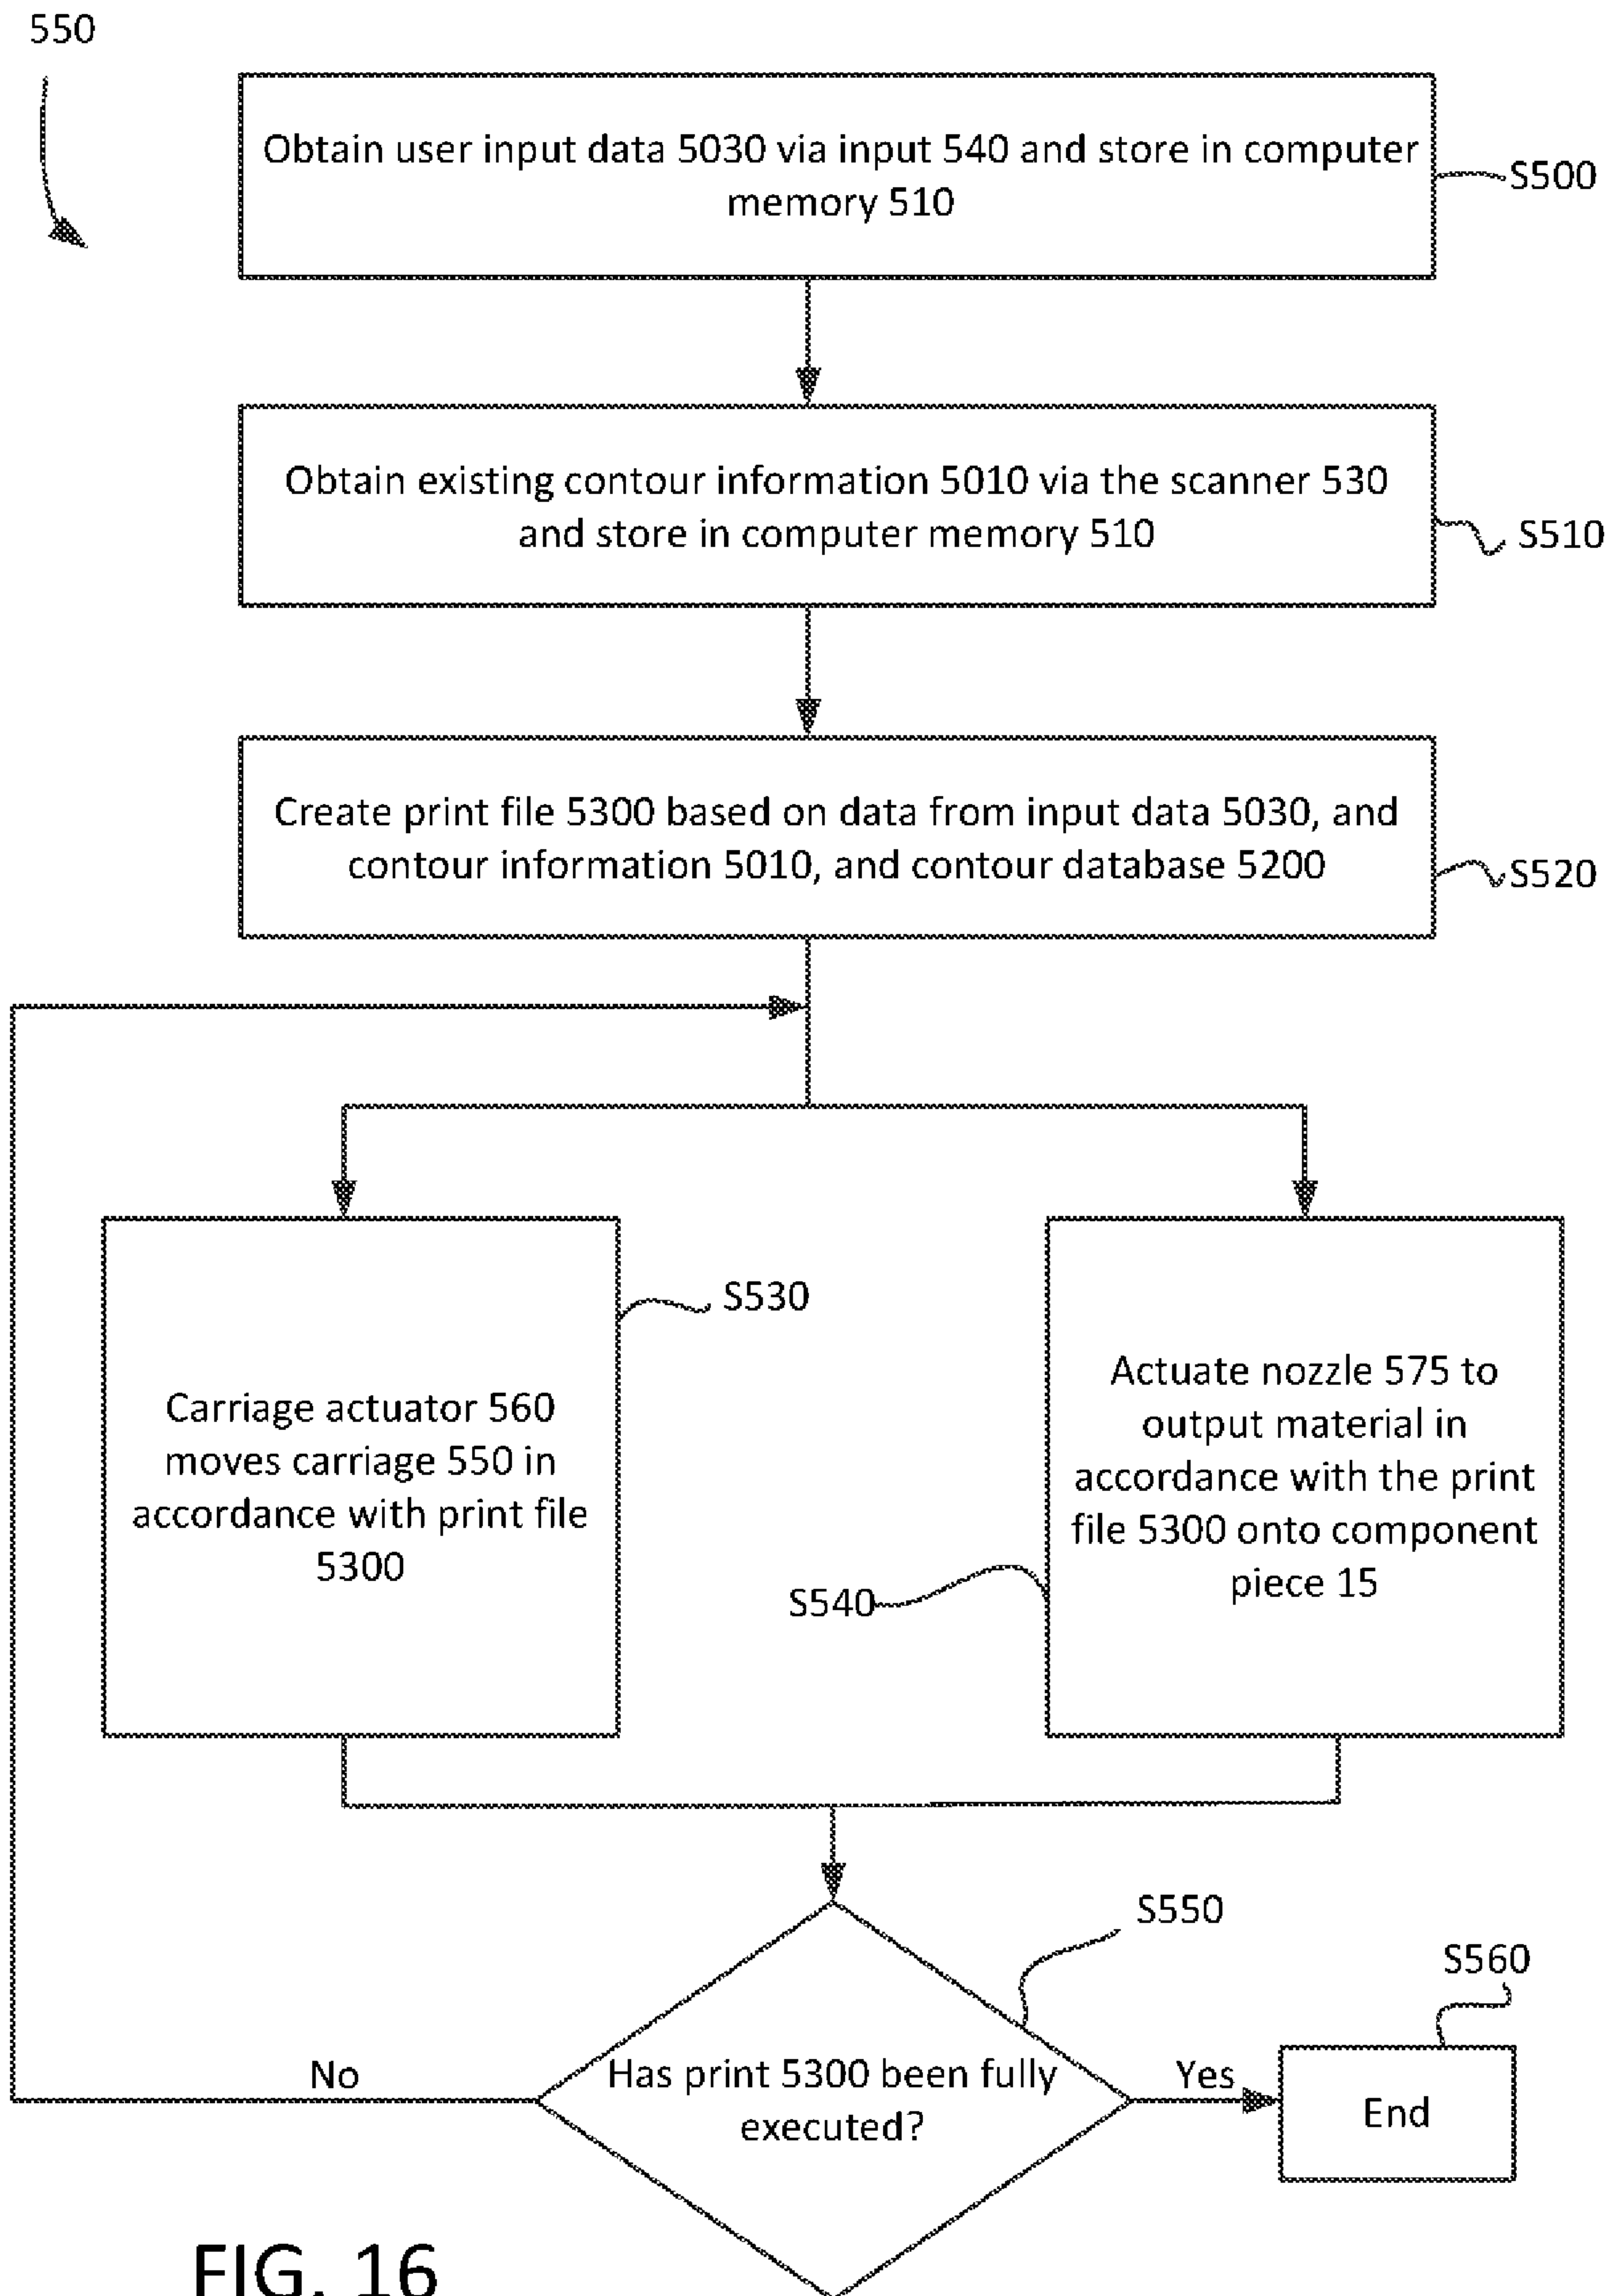 550
Obtain user input data 5030 via input 540 and store in computer
memory 510
S500
Obtain existing contour information 5010 via the scanner 530
and store in computer memory 510
S510
Create print file 5300 based on data from input data 5030, and
contour information 5010, and contour database 5200
S520
S530
Carriage actuator 560
moves carriage 550 in
accordance with print file
5300
Actuate nozzle 575 to
output material in
accordance with the print
file 5300 onto component
piece 15
S540
S550
S560
No
Has print 5300 been fully
executed?
Yes
End
FIG. 16